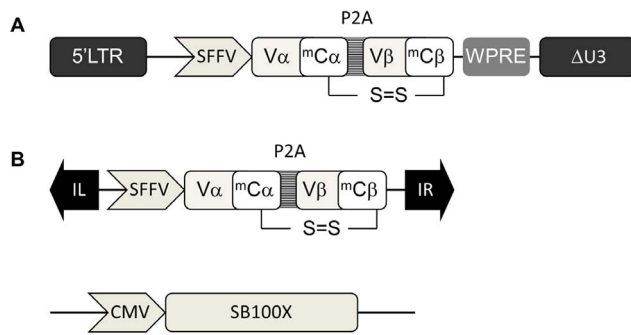 A
P2A
5'LTR SFFV Vα mCα Vβ mCβ WPRE ΔU3
S=S
B
P2A
IL SFFV Vα mCα Vβ mCβ IR
S=S
CMV SB100X